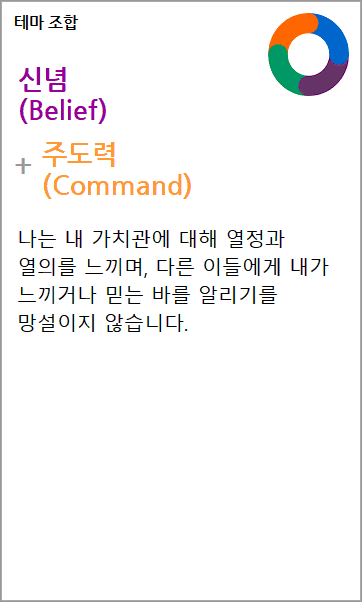 테마 조합
신념
(Belief)
+ 주도력
(Command)
나는 내 가치관에 대해 열정과
열의를 느끼며, 다른 이들에게 내가
느끼거나 믿는 바를 알리기를
망설이지 않습니다.